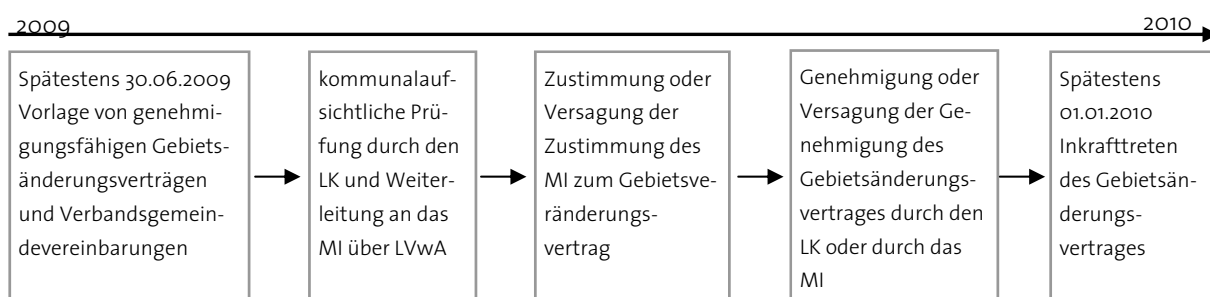 2009
2010
Spätestens 30.06.2009
Vorlage von genehmi-
gungsfähigen Gebiets-
änderungsverträgen
und Verbandsgemein-
devereinbarungen
kommunalauf-
sichtliche Prü-
fung durch den
LK und Weiter-
leitung an das
MI über LVwA
Zustimmung oder
Versagung der
Zustimmung des
MI zum Gebietsve-
ränderungs-
vertrag
Genehmigung oder
Versagung der Ge-
nehmigung des
Gebietsänderungs-
vertrages durch den
LK oder durch das
MI
Spätestens
01.01.2010
Inkrafttreten
des Gebietsän-
derungs-
vertrages